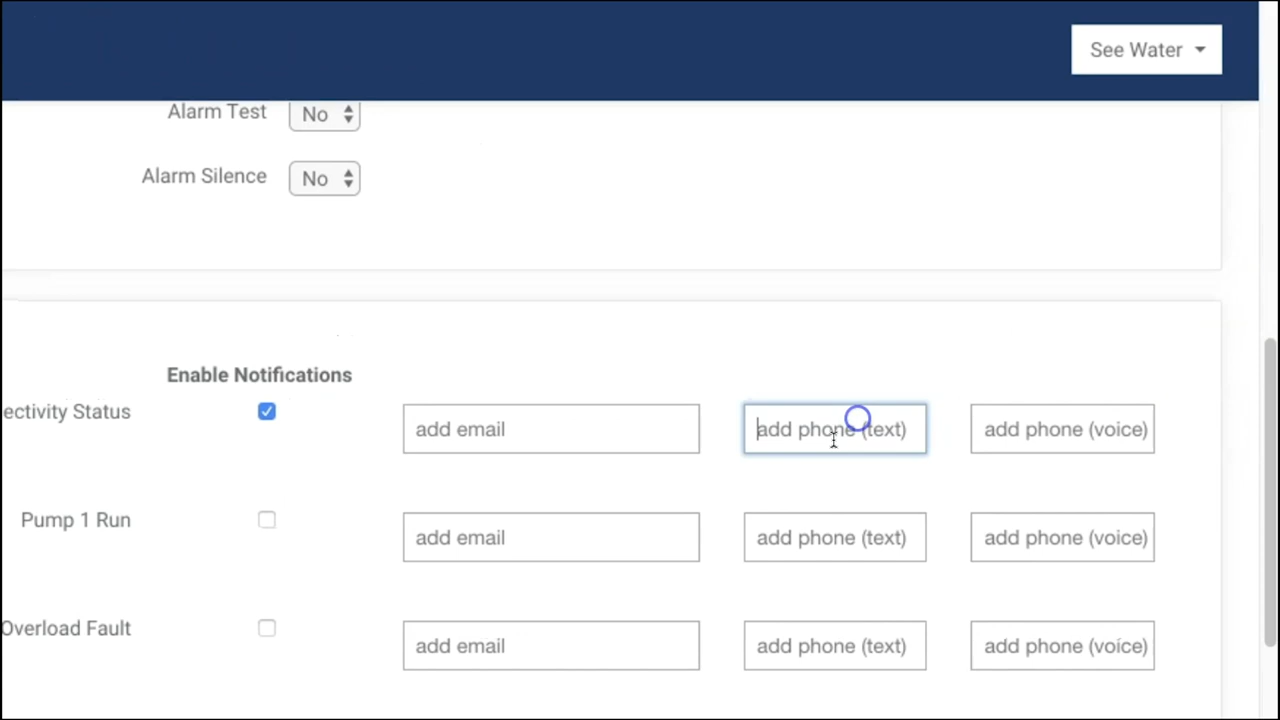 See Water
Alarm Test No
Alarm Silence No
Enable Notifications
ectivity Status add email add phone (text) add phone (voice)
Pump 1 Run add email add phone (text) add phone (voice)
Overload Fault add email add phone (text) add phone (voice)